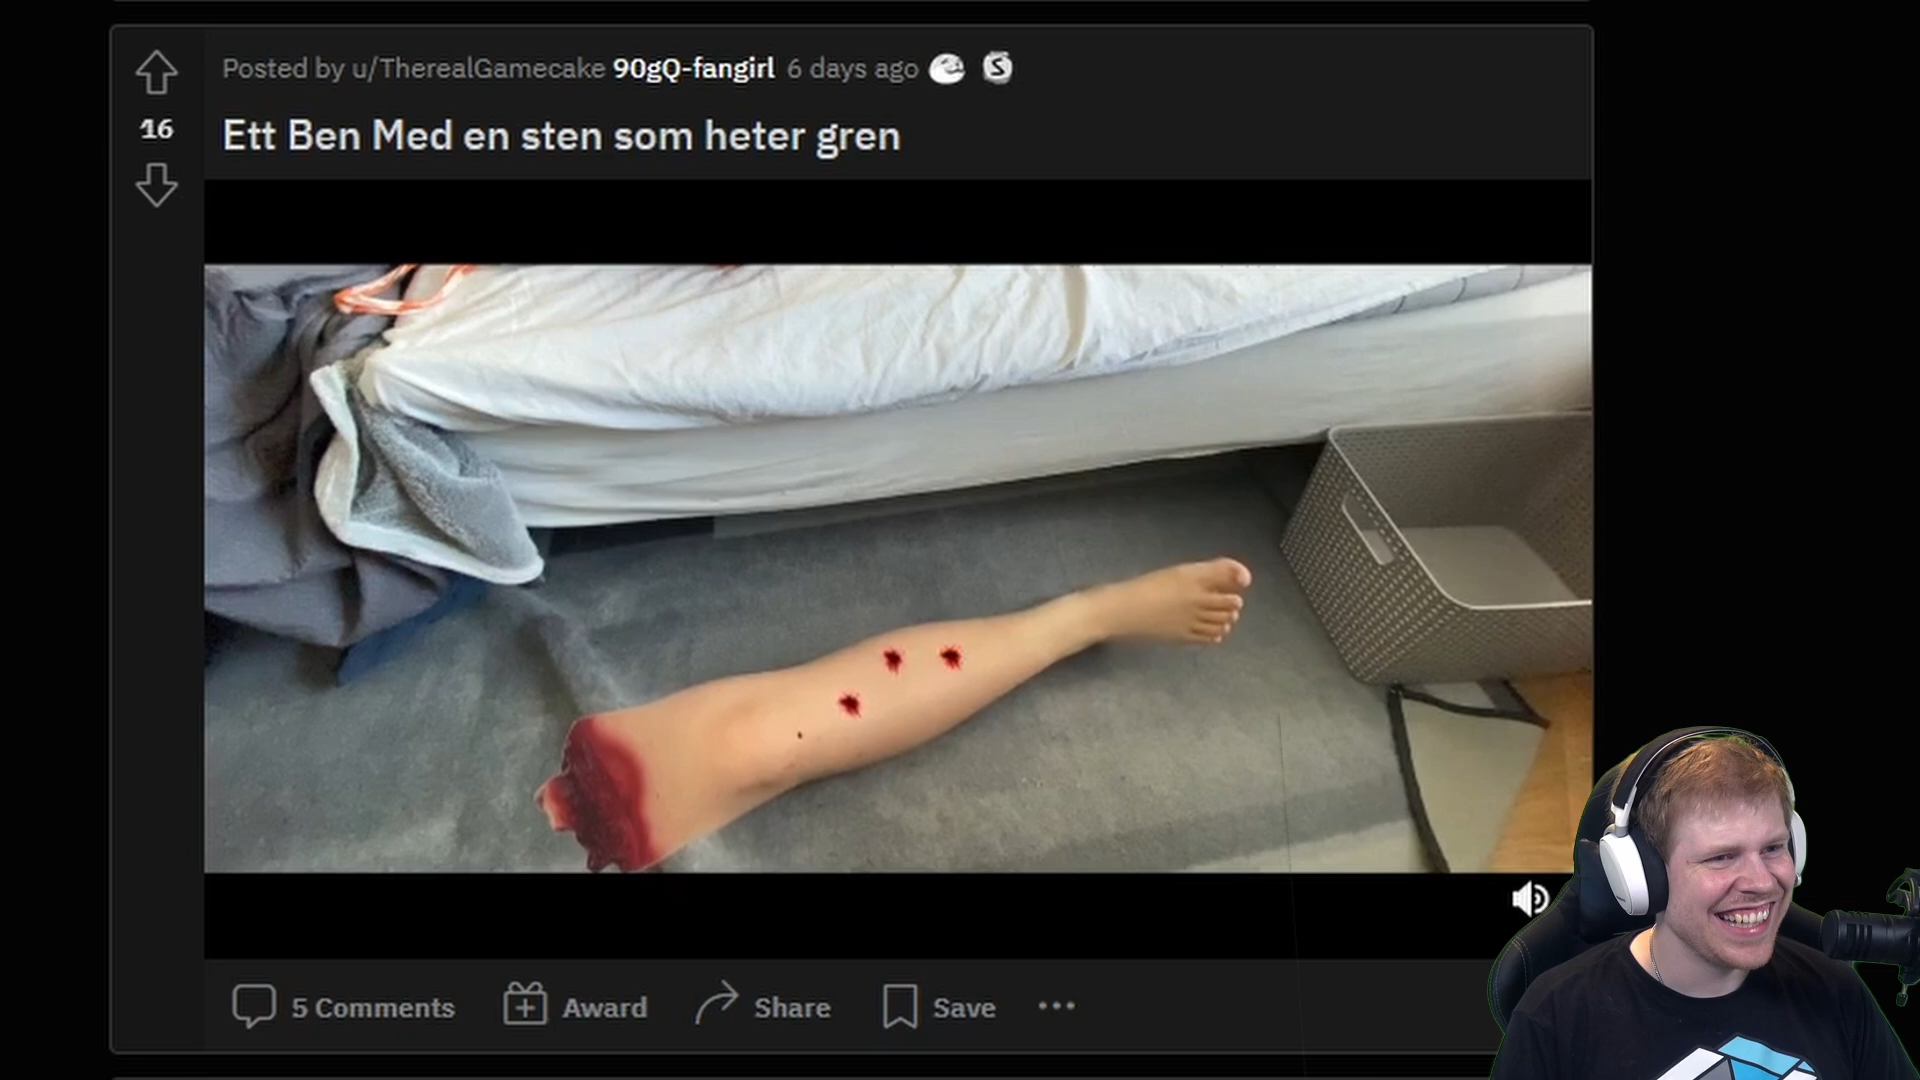 Posted by u/TherealGamecake 90gQ-fangirl 6 days ago
16
Ett Ben Med en sten som heter gren
5 Comments
Award
Share
Save